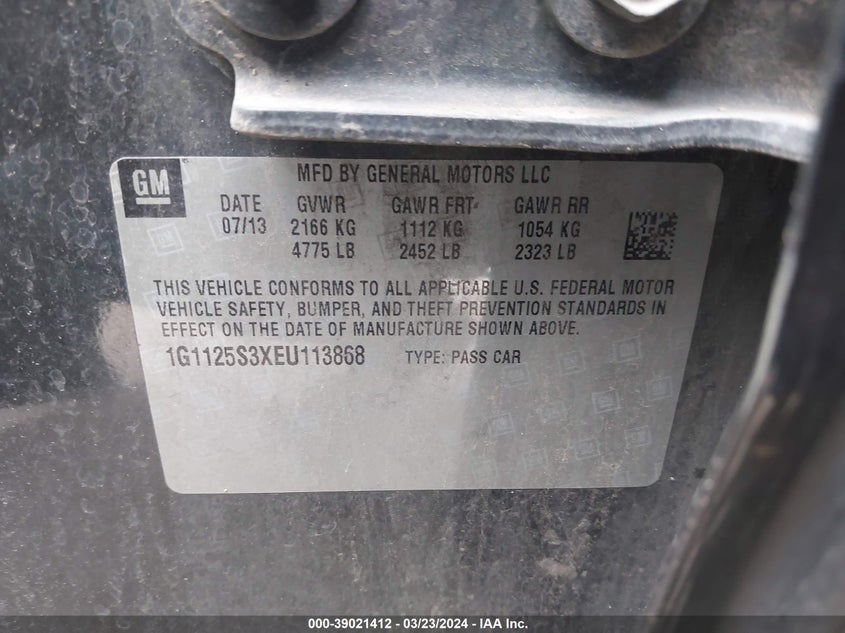 GM
MFD BY GENERAL MOTORS LLC
DATE GVWR GAWR FRT GAWR RR
07/13 2166 KG 1112 KG 1054 KG
4775 LB 2452 LB 2323 LB
THIS VEHICLE CONFORMS TO ALL APPLICABLE U.S. FEDERAL MOTOR
VEHICLE SAFETY, BUMPER, AND THEFT PREVENTION STANDARDS IN
EFFECT ON THE DATE OF MANUFACTURE SHOWN ABOVE.
1G1125S3XEU113868 TYPE: PASS CAR
000-39021412 - 03/23/2024 - IAA Inc.